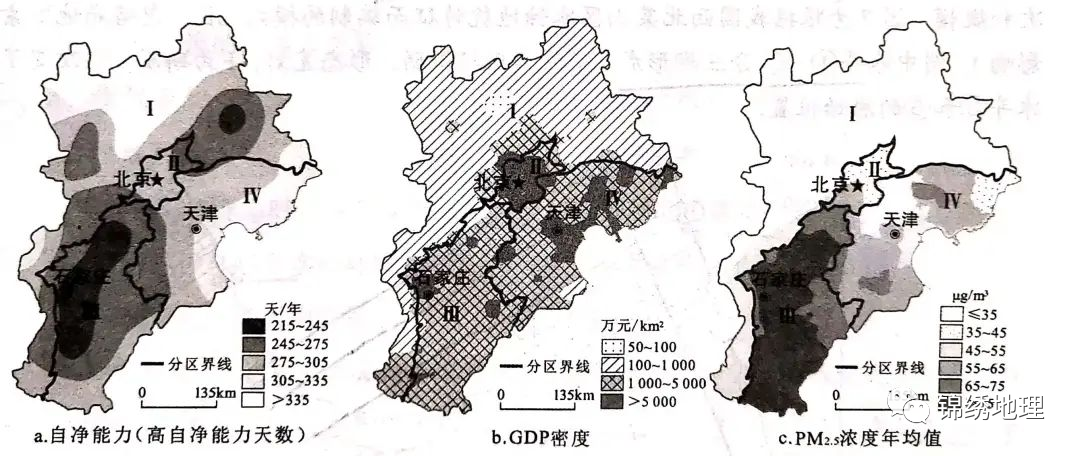 Ⅰ
Ⅱ
北京★
Ⅳ
天津
石家庄
Ⅲ
天/年
215~245
245~275
275~305
305~335
>335
分区界线
0 135km
a.自净能力(高自净能力天数)
Ⅰ
Ⅱ
北京★
Ⅳ
天津
石家庄
Ⅲ
万元/km²
50~100
100~1 000
1 000~5 000
>5 000
分区界线
0 135km
b.GDP密度
Ⅰ
Ⅱ
北京★
Ⅳ
天津
石家庄
Ⅲ
μg/m³
≤35
35~45
45~55
55~65
65~75
分区界线
0
锦绣地理
c.PM₂.₅浓度年均值